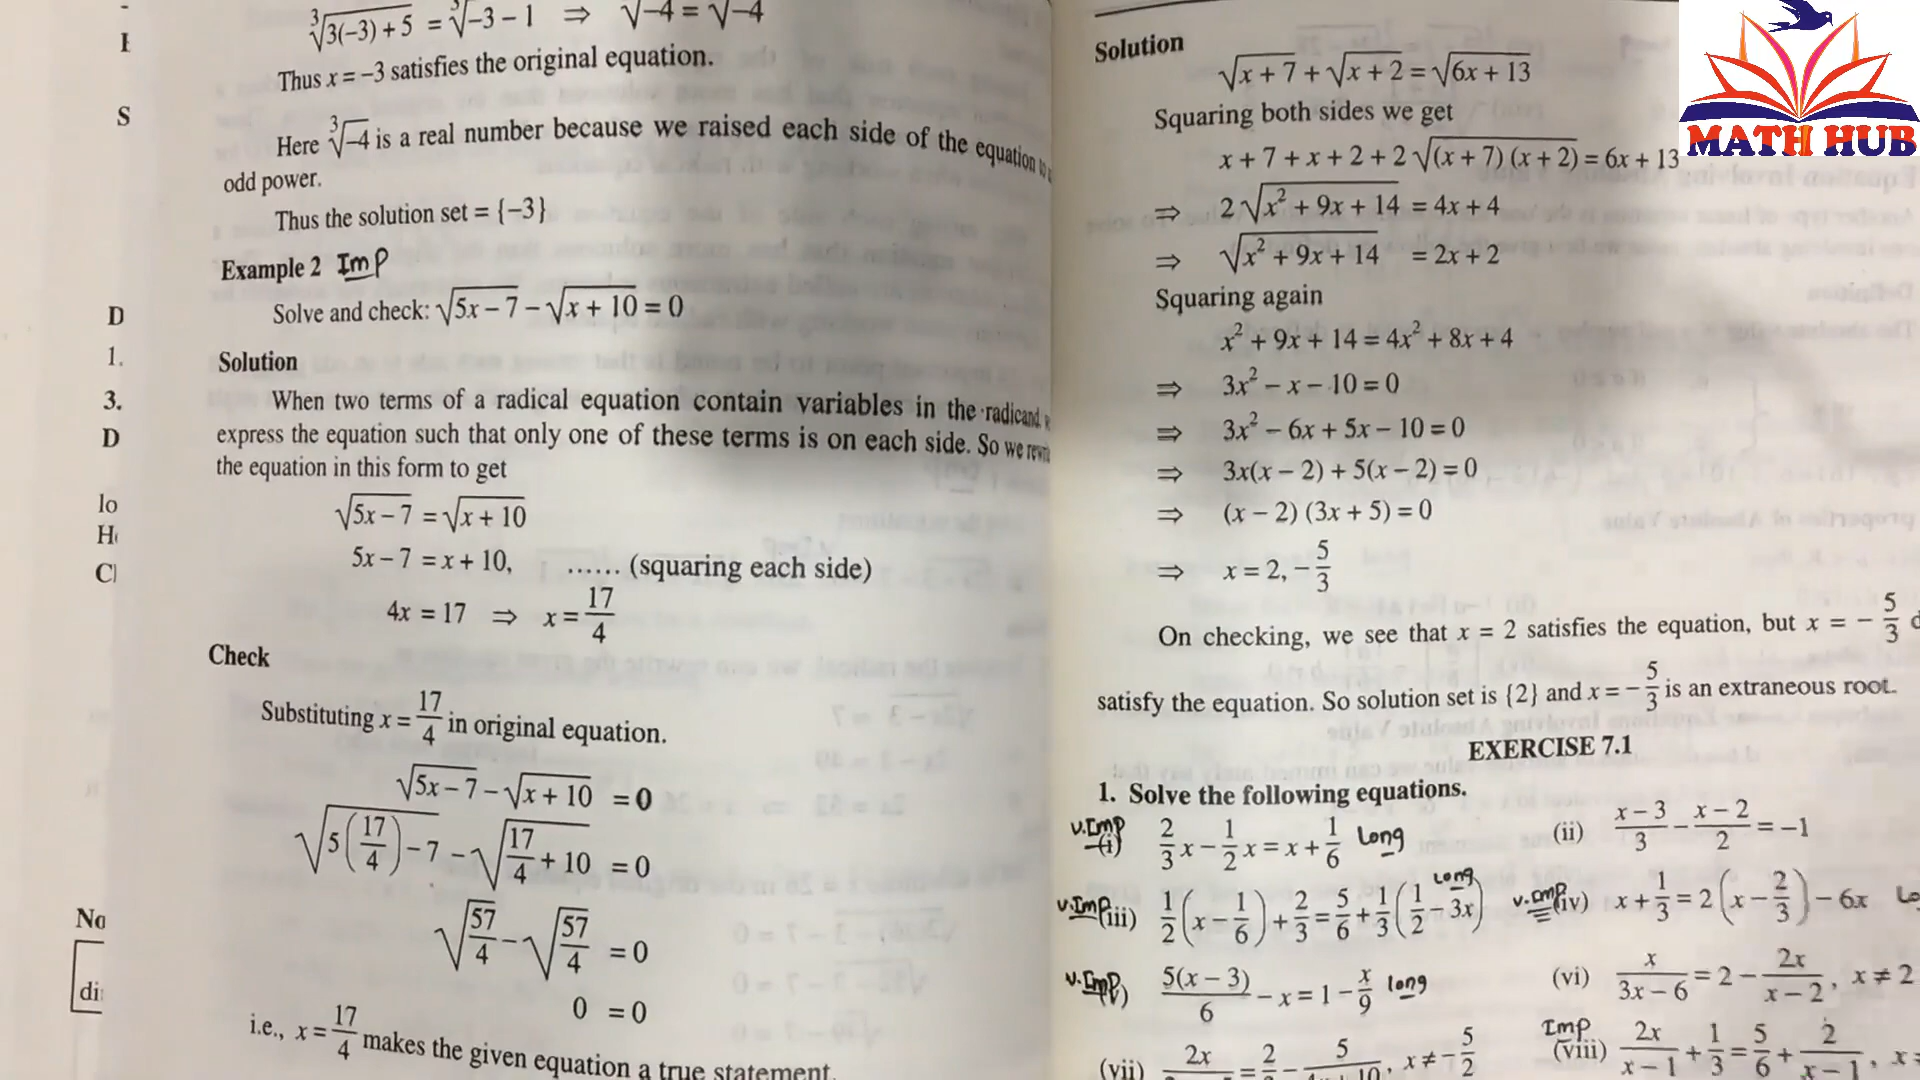 ∛(3(−3) + 5) = ∛(−3 − 1) ⇒ √−4 = √−4
Thus x = −3 satisfies the original equation.
Here ∛−4 is a real number because we raised each side of the equation to
odd power.
Thus the solution set = {−3}
Example 2 Imp
Solve and check: √(5x − 7) − √(x + 10) = 0
Solution
When two terms of a radical equation contain variables in the radicand
express the equation such that only one of these terms is on each side. So we
the equation in this form to get
√(5x − 7) = √(x + 10)
5x − 7 = x + 10, ...... (squaring each side)
4x = 17 ⇒ x = 17/4
Check
Substituting x = 17/4 in original equation.
√(5x − 7) − √(x + 10) = 0
√(5(17/4) − 7) − √(17/4 + 10) = 0
√(57/4) − √(57/4) = 0
0 = 0
i.e., x = 17/4 makes the given equation a true statement.
S
D
1.
3.
D
lo
No
di
Solution
√(x + 7) + √(x + 2) = √(6x + 13)
Squaring both sides we get
x + 7 + x + 2 + 2√((x + 7) (x + 2)) = 6x + 13
⇒ 2√(x² + 9x + 14) = 4x + 4
⇒ √(x² + 9x + 14) = 2x + 2
Squaring again
x² + 9x + 14 = 4x² + 8x + 4
⇒ 3x² − x − 10 = 0
⇒ 3x² − 6x + 5x − 10 = 0
⇒ 3x(x − 2) + 5(x − 2) = 0
⇒ (x − 2) (3x + 5) = 0
⇒ x = 2, − 5/3
On checking, we see that x = 2 satisfies the equation, but x = − 5/3
satisfy the equation. So solution set is {2} and x = − 5/3 is an extraneous root.
EXERCISE 7.1
1. Solve the following equations.
V.Imp (i) 2/3 x − 1/2 x = x + 1/6 Long
(ii) (x − 3)/3 − (x − 2)/2 = −1
V.Imp (iii) 1/2 (x − 1/6) + 2/3 = 5/6 + 1/3 (1/2 − 3x) Long
V.Imp (iv) x + 1/3 = 2(x − 2/3) − 6x Lo
V.Imp (v) 5(x − 3)/6 − x = 1 − x/9 long
(vi) x/(3x − 6) = 2 − 2x/(x − 2), x ≠ 2
(vii) 2x = 2 − 5, x ≠ − 5/2
Imp (viii) 2x/(x − 1) + 1/3 = 5/6 + 2/(x − 1), x
MATH HUB